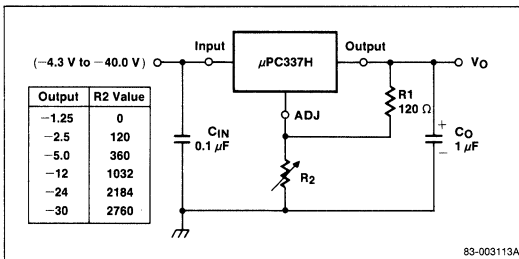 (−4.3 V to −40.0 V)
Input
μPC337H
Output
VO
ADJ
R1
120 Ω
CIN
0.1 μF
R2
+
CO
1 μF
−
Output R2 Value
−1.25 0
−2.5 120
−5.0 360
−12 1032
−24 2184
−30 2760
83-003113A